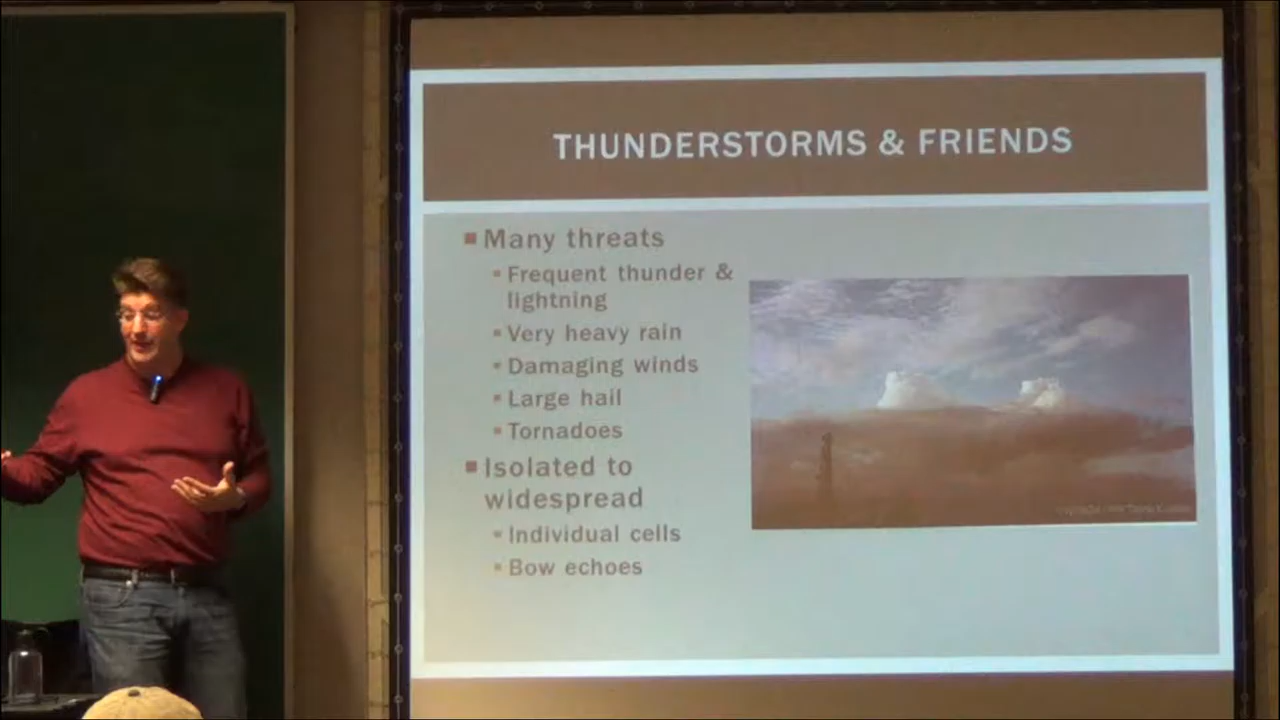 THUNDERSTORMS & FRIENDS
Many threats
Frequent thunder &
lightning
Very heavy rain
Damaging winds
Large hail
Tornadoes
Isolated to
widespread
Individual cells
Bow echoes